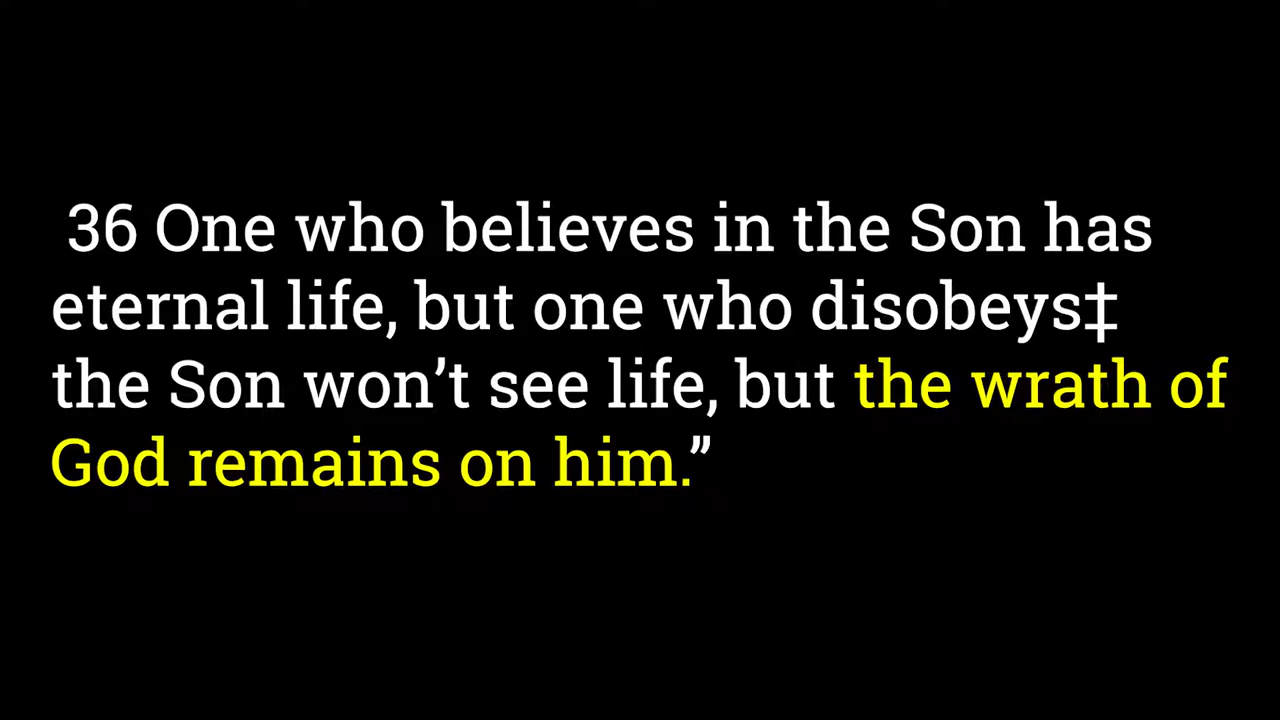 36 One who believes in the Son has
eternal life, but one who disobeys‡
the Son won’t see life, but the wrath of
God remains on him.”